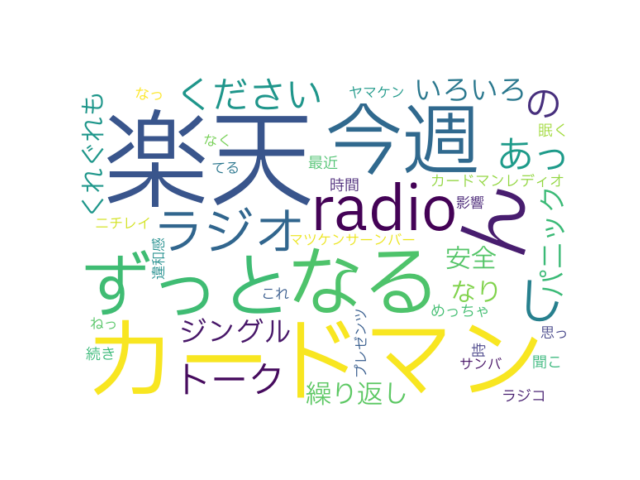 なっ
ください
ヤマケン
いろいろ
の
くれぐれも
楽天
今週
眠く
なく
あっ
てる
最近
時間
カードマンレディオ
ラジオ
radio
影響
ん
パニック
ニチレイ
マツケンサーンバー
違和感
安全
ずっと
なる
これ
なり
し
めっちゃ
ねっ
ジングル
プレゼンツ
カードマン
思っ
続き
トーク
サンバ
聞こ
繰り返し
ラジコ